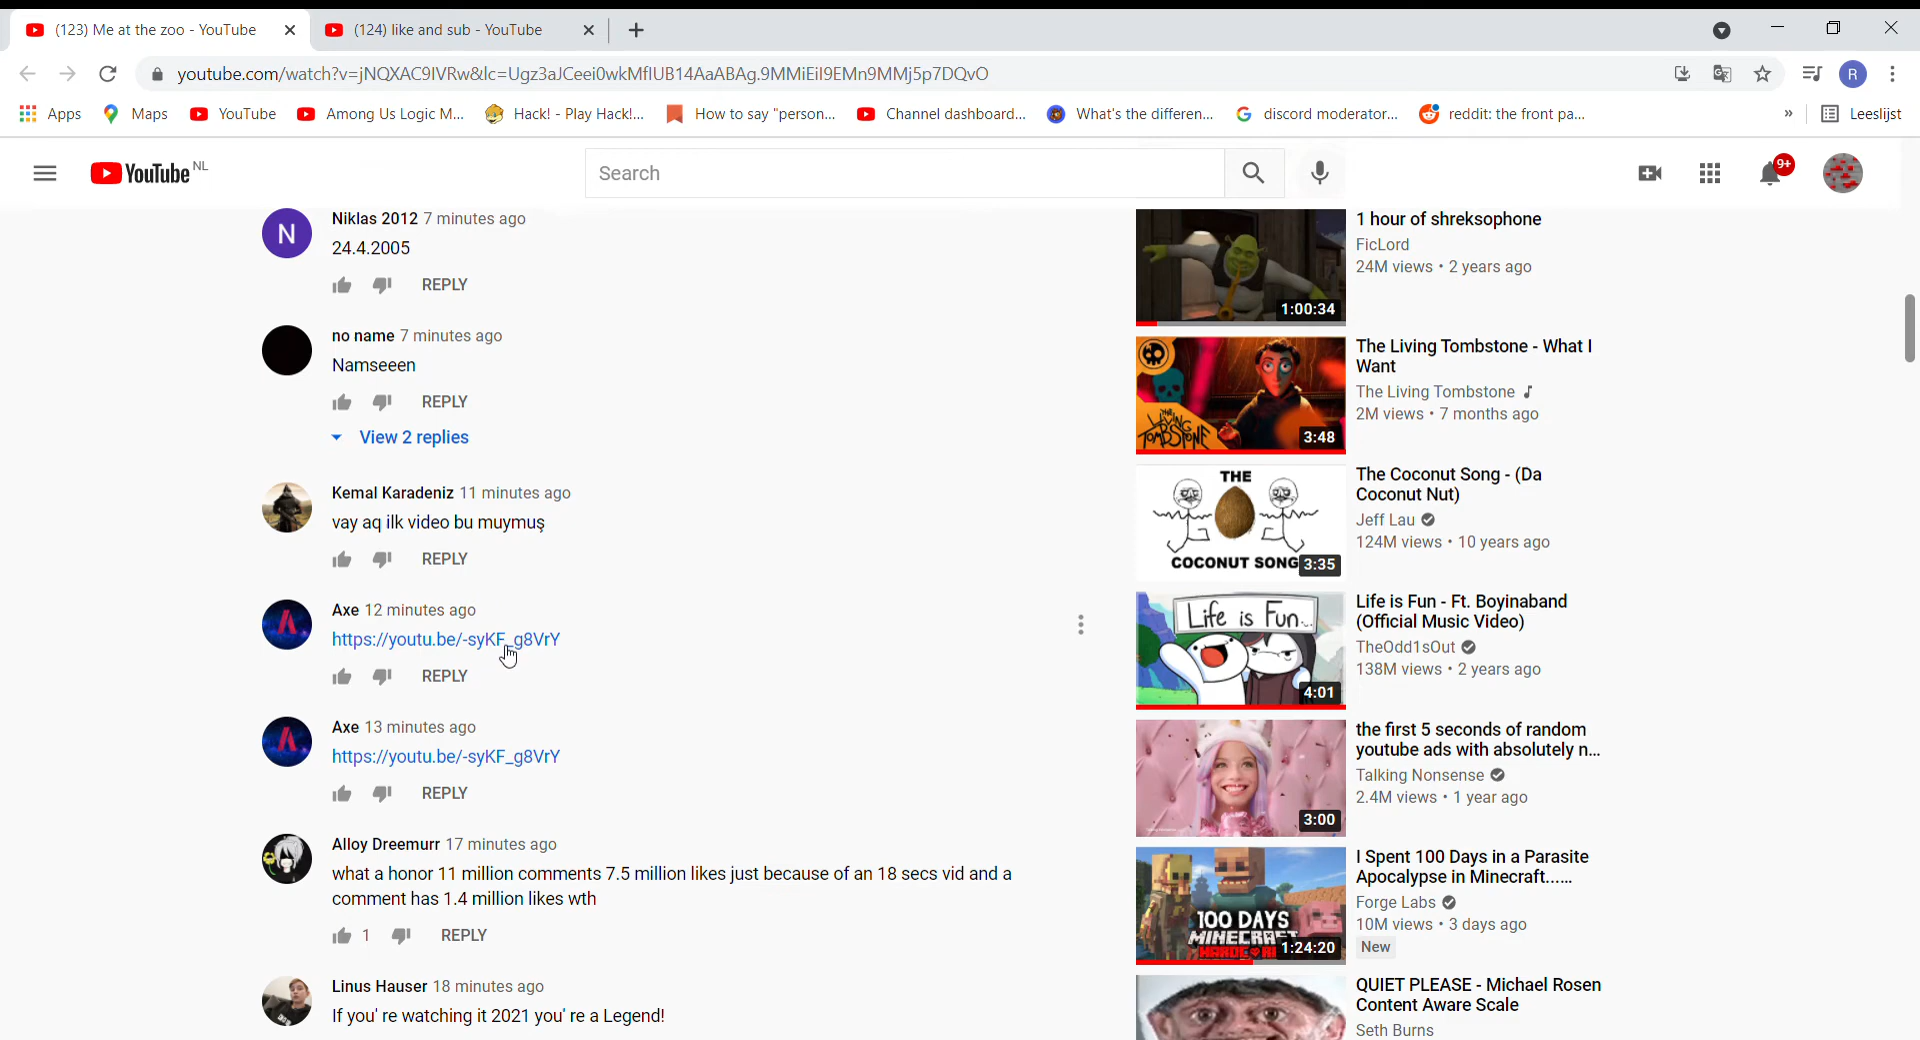 (123) Me at the zoo - YouTube
(124) like and sub - YouTube
youtube.com/watch?v=jNQXAC9IVRw&lc=Ugz3aJCeei0wkMfIUB14AaABAg.9MMiEiI9EMn9MMj5p7DQvO
R
Apps
Maps
YouTube
Among Us Logic M...
Hack! - Play Hack!...
How to say "person...
Channel dashboard...
What's the differen...
discord moderator...
reddit: the front pa...
»
Leeslijst
YouTube NL
Search
9+
N
Niklas 2012 7 minutes ago
24.4.2005
REPLY
no name 7 minutes ago
Namseeen
REPLY
View 2 replies
Kemal Karadeniz 11 minutes ago
vay aq ilk video bu muymuş
REPLY
Axe 12 minutes ago
https://youtu.be/-syKF_g8VrY
REPLY
Axe 13 minutes ago
https://youtu.be/-syKF_g8VrY
REPLY
Alloy Dreemurr 17 minutes ago
what a honor 11 million comments 7.5 million likes just because of an 18 secs vid and a
comment has 1.4 million likes wth
1
REPLY
Linus Hauser 18 minutes ago
If you' re watching it 2021 you' re a Legend!
1:00:34
1 hour of shreksophone
FicLord
24M views • 2 years ago
THE
LIVING
TOMBSTONE
3:48
The Living Tombstone - What I
Want
The Living Tombstone
2M views • 7 months ago
THE
COCONUT SONG
3:35
The Coconut Song - (Da
Coconut Nut)
Jeff Lau
124M views • 10 years ago
Life is Fun...
4:01
Life is Fun - Ft. Boyinaband
(Official Music Video)
TheOdd1sOut
138M views • 2 years ago
3:00
the first 5 seconds of random
youtube ads with absolutely n...
Talking Nonsense
2.4M views • 1 year ago
100 DAYS
MINECRAFT
1:24:20
I Spent 100 Days in a Parasite
Apocalypse in Minecraft......
Forge Labs
10M views • 3 days ago
New
QUIET PLEASE - Michael Rosen
Content Aware Scale
Seth Burns